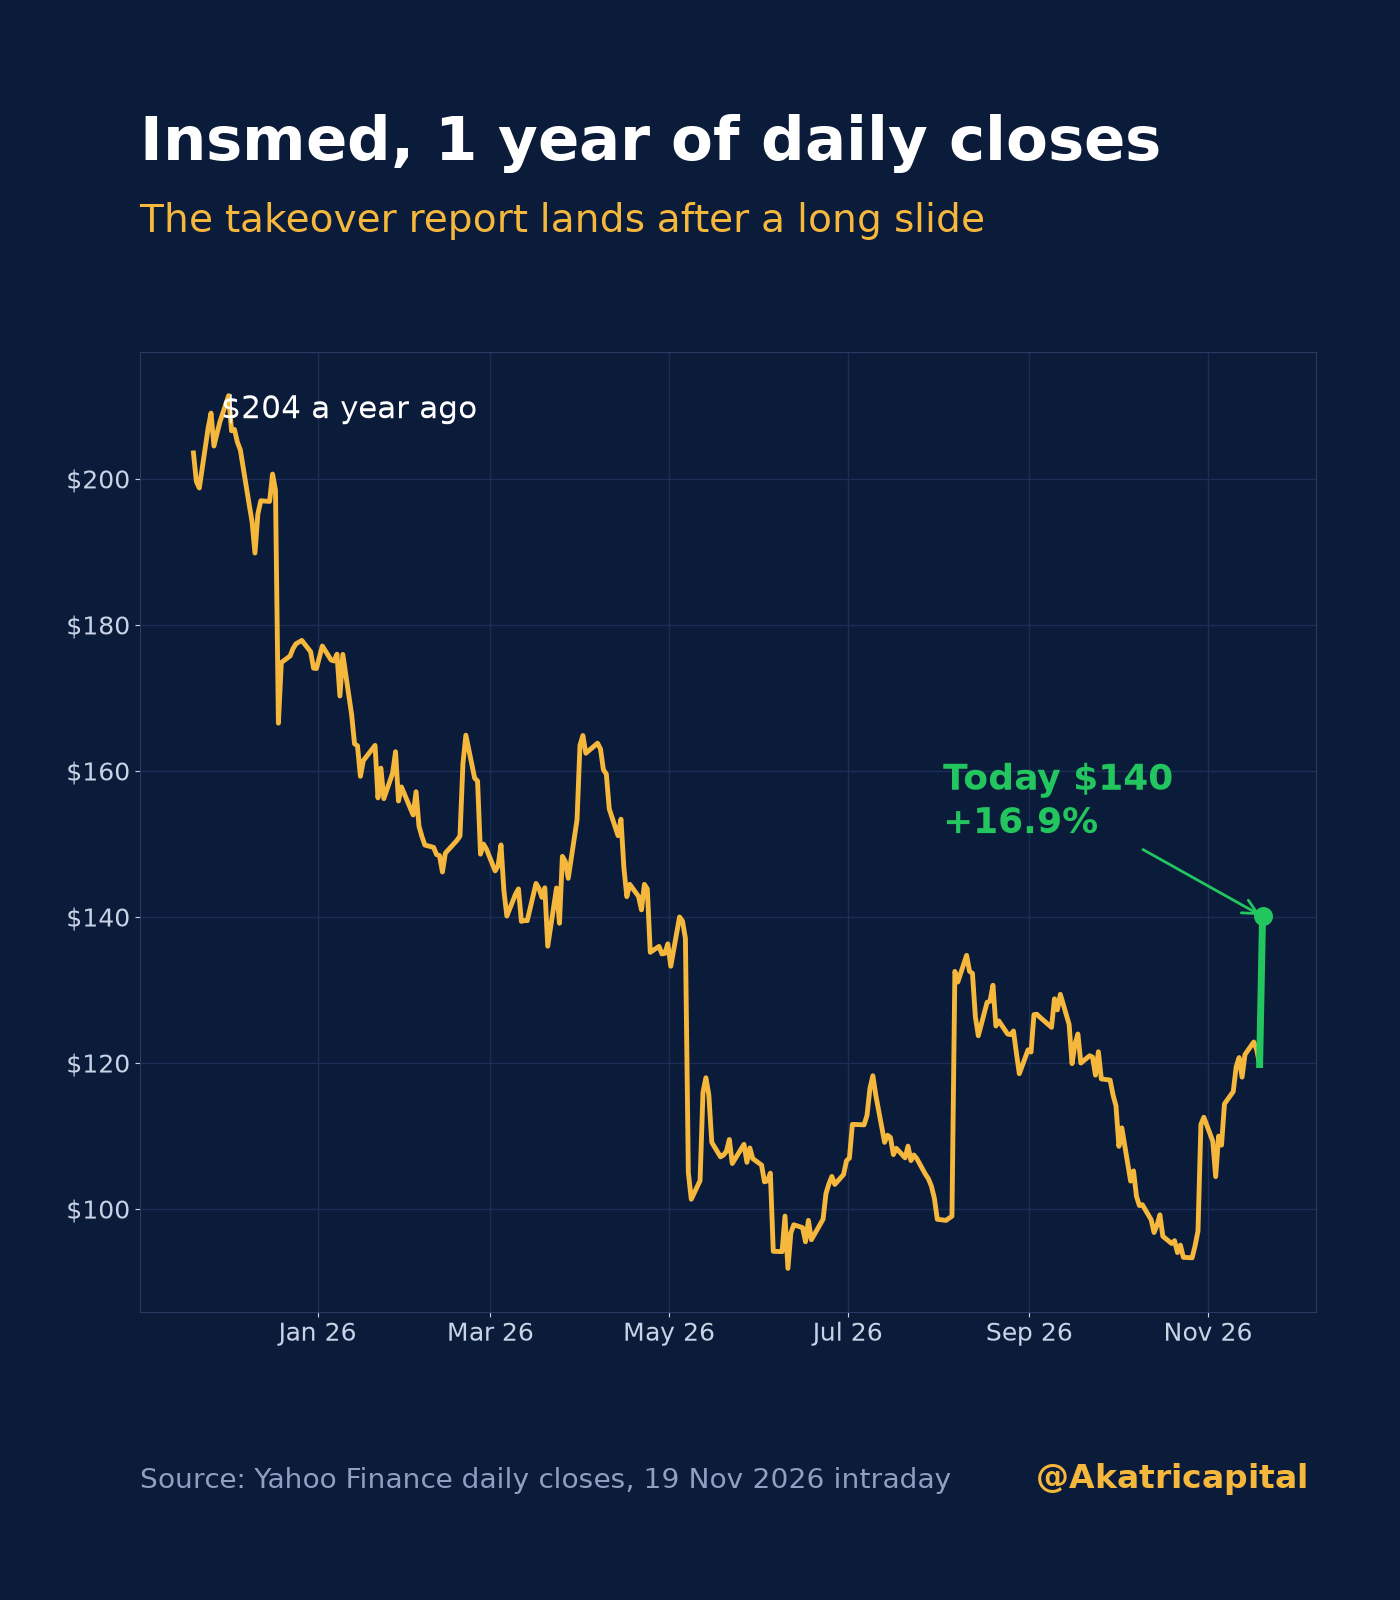 Insmed, 1 year of daily closes
The takeover report lands after a long slide
$204 a year ago
$200
$180
$160
Today $140
+16.9%
$140
$120
$100
Jan 26 Mar 26 May 26 Jul 26 Sep 26 Nov 26
Source: Yahoo Finance daily closes, 19 Nov 2026 intraday @Akatricapital